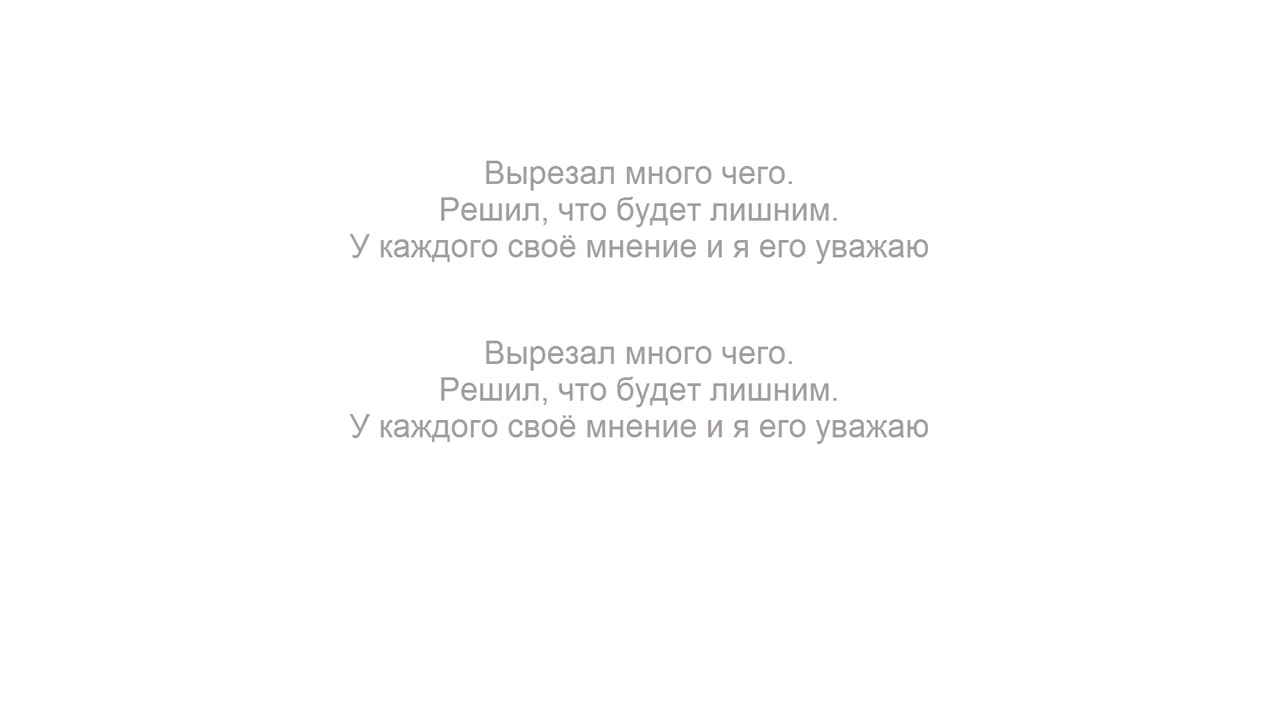 Вырезал много чего.
Решил, что будет лишним.
У каждого своё мнение и я его уважаю
Вырезал много чего.
Решил, что будет лишним.
У каждого своё мнение и я его уважаю